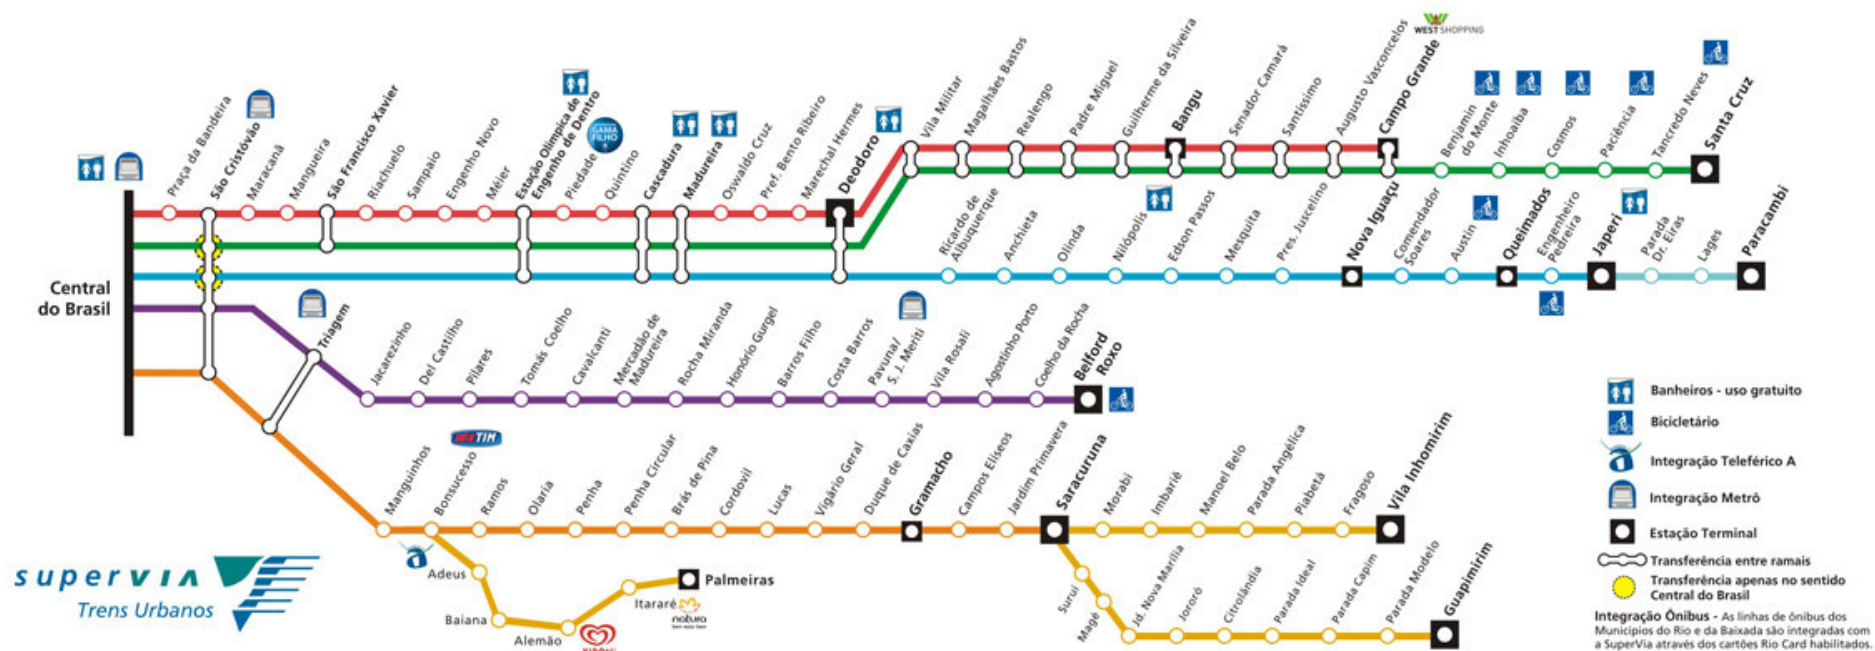 Central
do Brasil
Praça da Bandeira
São Cristóvão
Maracanã
Mangueira
São Francisco Xavier
Riachuelo
Sampaio
Engenho Novo
Méier
Estação Olímpica de
Engenho de Dentro
Piedade
GAMA
FILHO
Quintino
Cascadura
Madureira
Oswaldo Cruz
Pref. Bento Ribeiro
Marechal Hermes
Deodoro
Vila Militar
Magalhães Bastos
Realengo
Padre Miguel
Guilherme da Silveira
Bangu
Senador Camará
Santíssimo
Augusto Vasconcelos
Campo Grande
WEST SHOPPING
Benjamin
do Monte
Inhoaíba
Cosmos
Paciência
Tancredo Neves
Santa Cruz
Ricardo de
Albuquerque
Anchieta
Olinda
Nilópolis
Edson Passos
Mesquita
Pres. Juscelino
Nova Iguaçu
Comendador
Soares
Austin
Queimados
Engenheiro
Pedreira
Japeri
Parada
Dr. Eiras
Lages
Paracambi
Triagem
Jacarezinho
Del Castilho
Pilares
Tomás Coelho
Cavalcanti
Mercadão de
Madureira
Rocha Miranda
Honório Gurgel
Barros Filho
Costa Barros
Pavuna/
S. J. Meriti
Vila Rosali
Agostinho Porto
Coelho da Rocha
Belford
Roxo
Manguinhos
Bonsucesso
TIM
Ramos
Olaria
Penha
Penha Circular
Brás de Pina
Cordovil
Lucas
Vigário Geral
Duque de Caxias
Gramacho
Campos Elíseos
Jardim Primavera
Saracuruna
Morabi
Imbariê
Manoel Belo
Parada Angélica
Piabetá
Fragoso
Vila Inhomirim
Adeus
Baiana
Alemão
Itararé
natura
Palmeiras
Suruí
Magé
Jd. Nova Marília
Jororó
Citrolândia
Parada Ideal
Parada Capim
Parada Modelo
Guapimirim
supervia
Trens Urbanos
Banheiros - uso gratuito
Bicicletário
Integração Teleférico A
Integração Metrô
Estação Terminal
Transferência entre ramais
Transferência apenas no sentido
Central do Brasil
Integração Ônibus - As linhas de ônibus dos
Municípios do Rio e da Baixada são integradas com
a SuperVia através dos cartões Rio Card habilitados